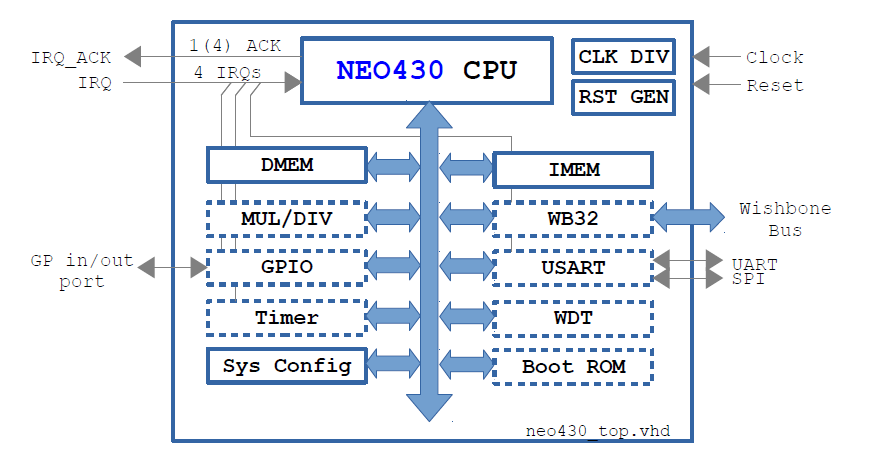 1(4) ACK
IRQ_ACK
4 IRQs
IRQ
NEO430 CPU
CLK DIV
RST GEN
Clock
Reset
DMEM
IMEM
MUL/DIV
WB32
Wishbone
Bus
GP in/out
port
GPIO
USART
UART
SPI
Timer
WDT
Sys Config
Boot ROM
neo430_top.vhd